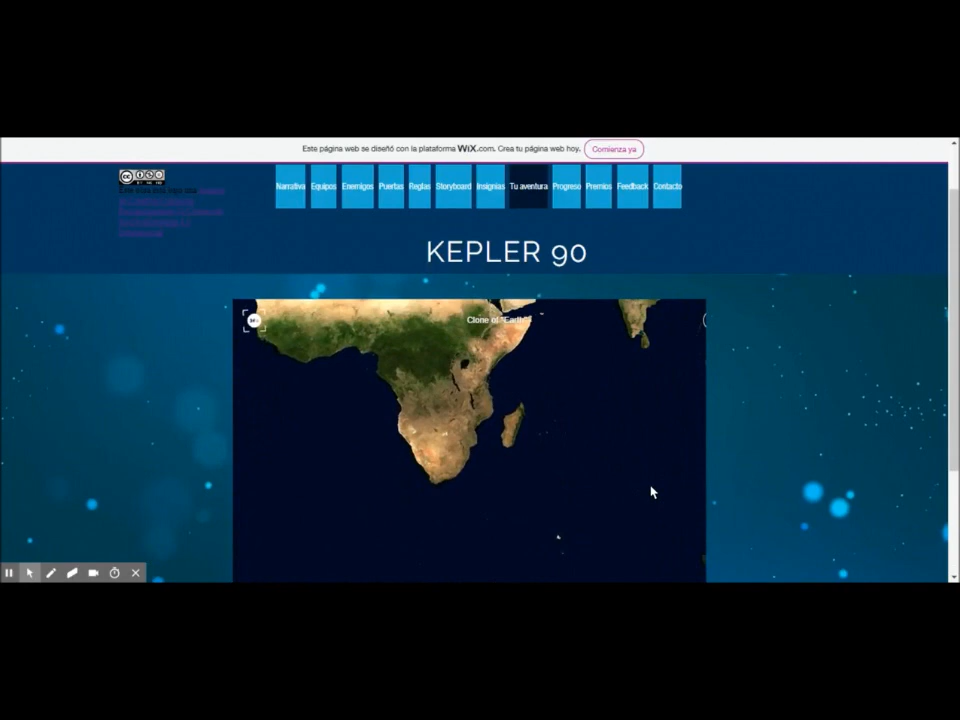 Este página web se diseñó con la plataforma WiX.com. Crea tu página web hoy. Comienza ya
Narrativa Equipos Enemigos Puertas Reglas Storyboard Insignias Tu aventura Progreso Premios Feedback Contacto
KEPLER 90
Clone of "Earth"